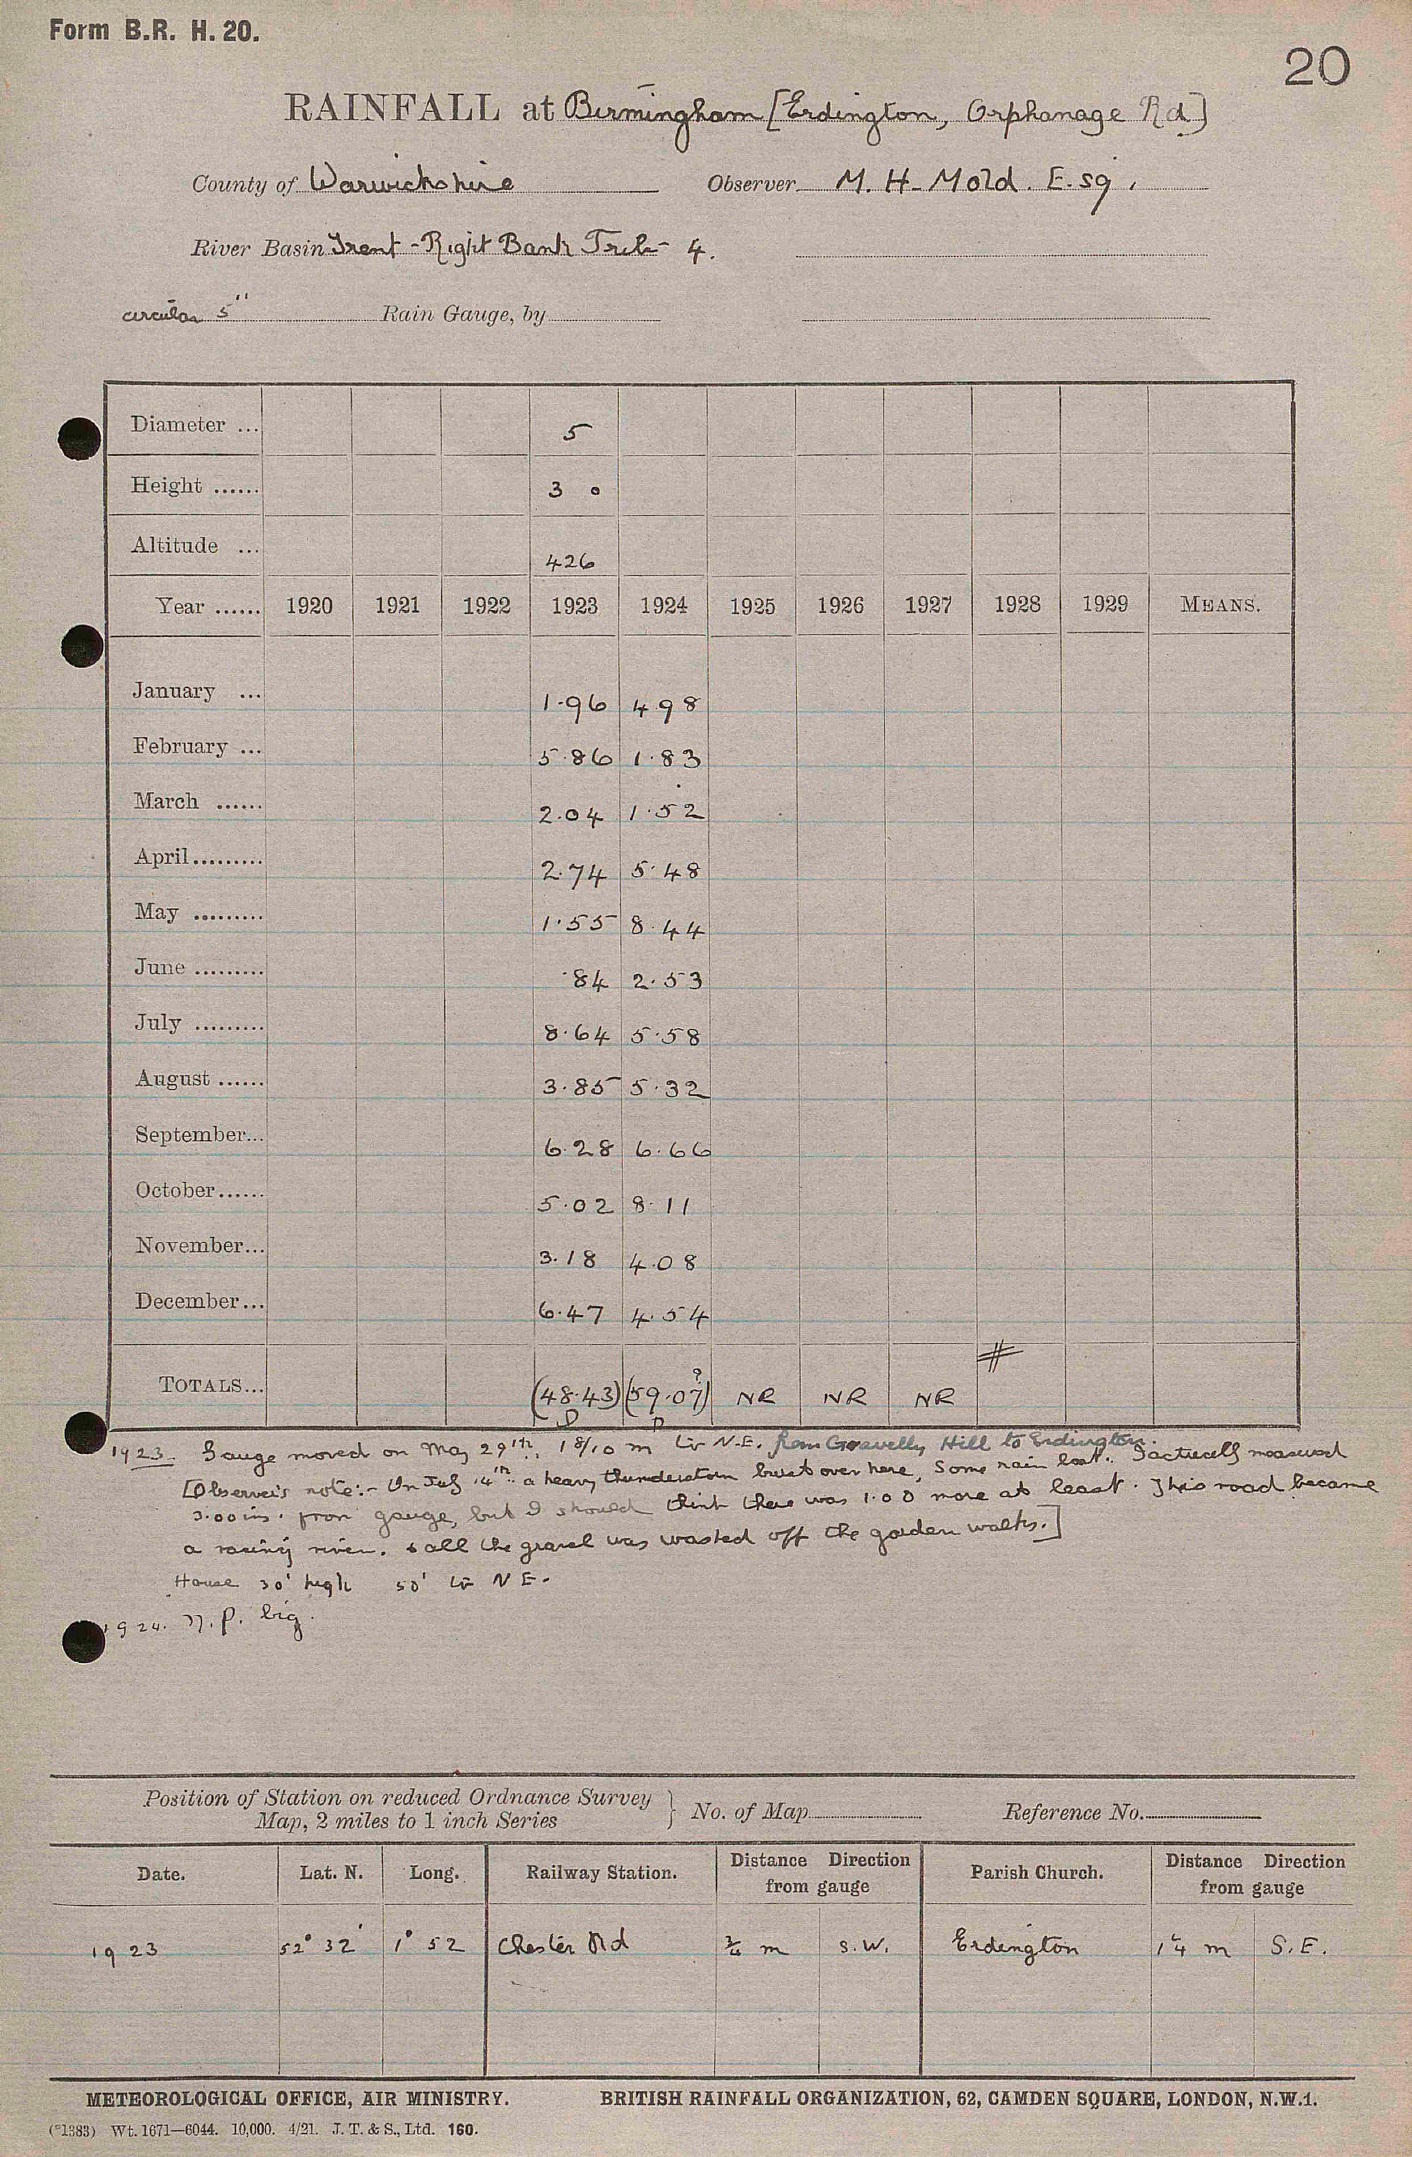 Form B.R. H. 20.
20
RAINFALL at Birmingham [Erdington, Orphanage Rd]
County of Warwickshire Observer M. H. Mold. Esq,
River Basin Trent - Right Bank Trib - 4.
circular 5" Rain Gauge, by
Diameter ... 5
Height ...... 3 0
Altitude ... 426
Year ...... 1920 1921 1922 1923 1924 1925 1926 1927 1928 1929 MEANS.
January ... 1.96 4.98
February ... 5.86 1.83
March ...... 2.04 1.52
April......... 2.74 5.48
May ......... 1.55 8.44
June ......... .84 2.53
July ......... 8.64 5.58
August ...... 3.85 5.32
September... 6.28 6.66
October...... 5.02 8.11
November... 3.18 4.08
December... 6.47 4.54
TOTALS... (48.43) (59.07)? NR NR NR #
1923. Gauge moved on May 29th, 1 8/10 m to N.E. from Gravelly Hill to Erdington.
[Observer's note:- On July 4th a heavy thunderstorm burst over here, some rain lost. I actually measured
3.00 ins. from gauge, but I should think there was 1.00 more at least. This road became
a racing river. & all the gravel was washed off the garden walks.]
House 30' high 50' to N E.
1924. N.P. big.
Position of Station on reduced Ordnance Survey
Map, 2 miles to 1 inch Series } No. of Map Reference No.
Date. Lat. N. Long. Railway Station. Distance Direction from gauge Parish Church. Distance Direction from gauge
1923 52° 32' 1° 52 Chester Rd 3/4 m S.W. Erdington 1 1/4 m S.E.
METEOROLOGICAL OFFICE, AIR MINISTRY. BRITISH RAINFALL ORGANIZATION, 62, CAMDEN SQUARE, LONDON, N.W.1.
(*1383) Wt. 1671—6044. 10,000. 4/21. J. T. & S., Ltd. 160.